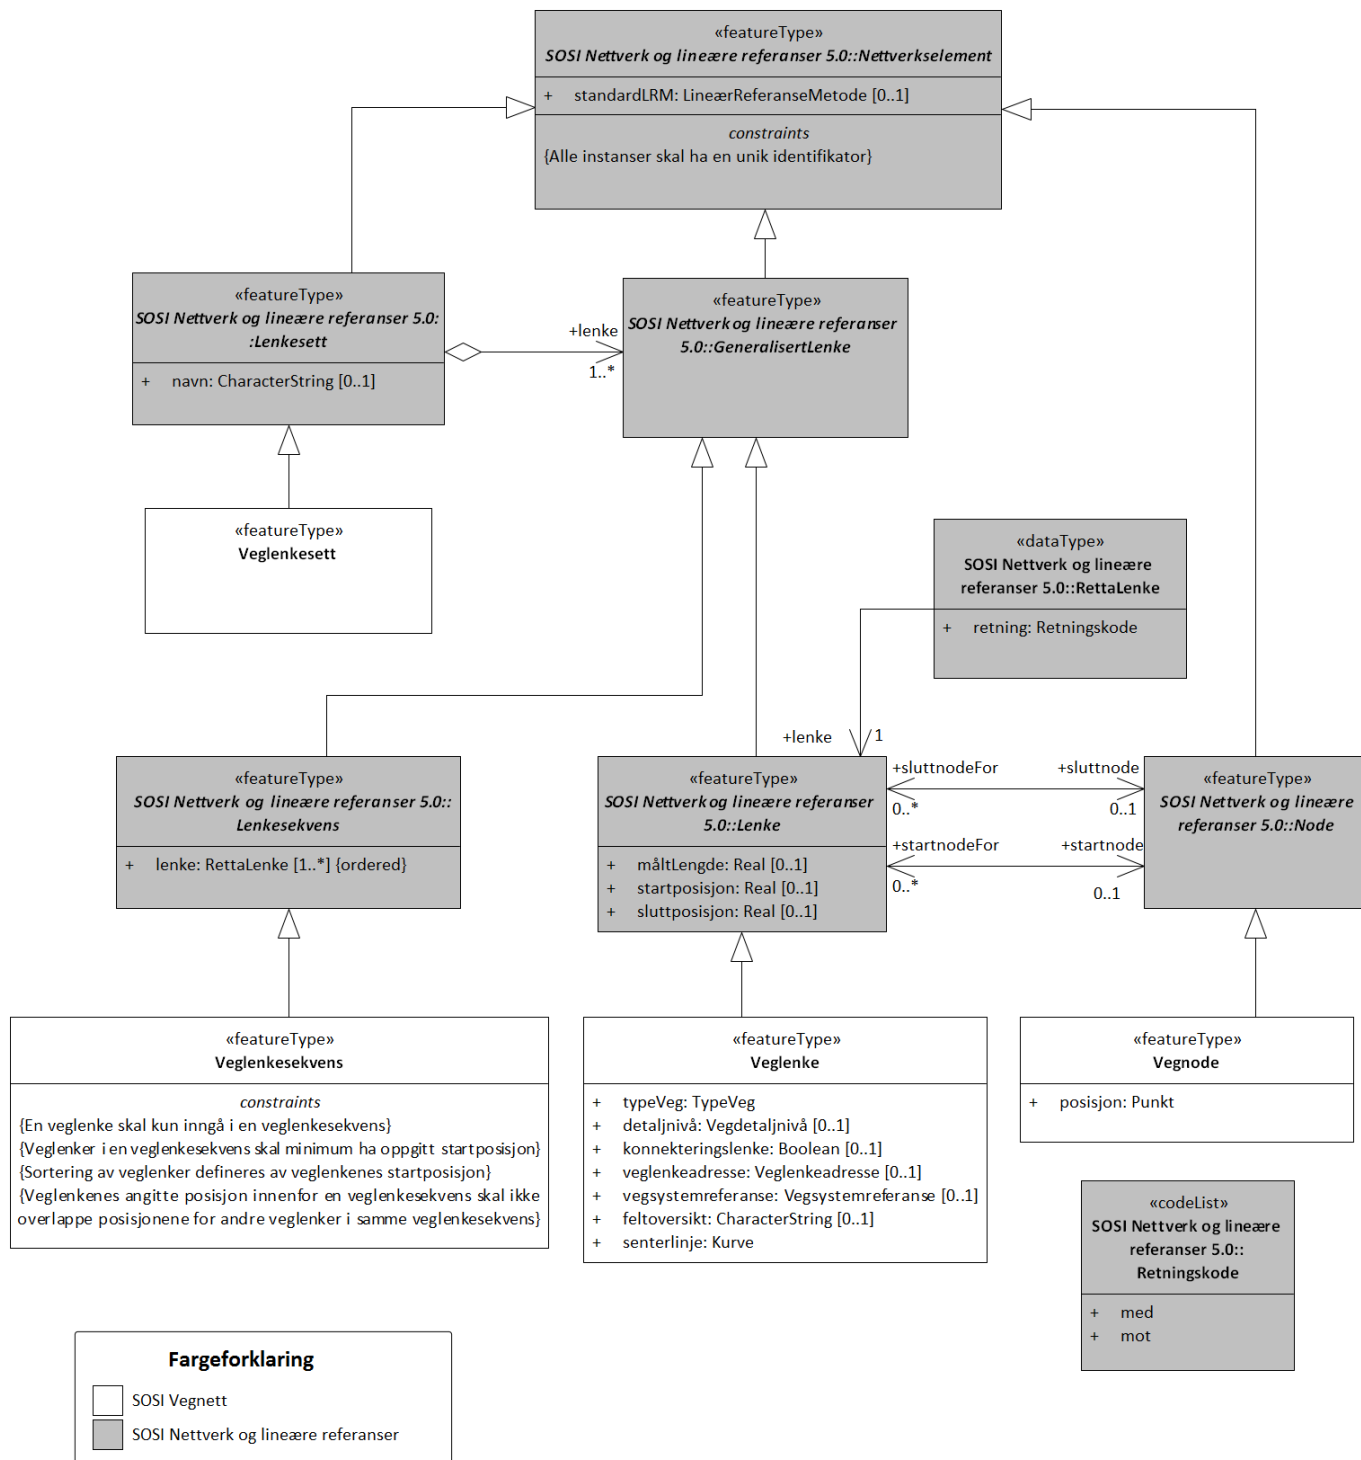 «featureType»
SOSI Nettverk og lineære referanser 5.0::Nettverkselement
+ standardLRM: LineærReferanseMetode [0..1]
constraints
{Alle instanser skal ha en unik identifikator}
«featureType»
SOSI Nettverk og lineære referanser 5.0:
:Lenkesett
+ navn: CharacterString [0..1]
+lenke
1..*
«featureType»
SOSI Nettverk og lineære referanser
5.0::GeneralisertLenke
«featureType»
Veglenkesett
«dataType»
SOSI Nettverk og lineære
referanser 5.0::RettaLenke
+ retning: Retningskode
+lenke
1
«featureType»
SOSI Nettverk og lineære referanser 5.0::
Lenkesekvens
+ lenke: RettaLenke [1..*] {ordered}
«featureType»
SOSI Nettverk og lineære referanser
5.0::Lenke
+ måltLengde: Real [0..1]
+ startposisjon: Real [0..1]
+ sluttposisjon: Real [0..1]
+sluttnodeFor
+sluttnode
0..*
0..1
+startnodeFor
+startnode
0..*
0..1
«featureType»
SOSI Nettverk og lineære
referanser 5.0::Node
«featureType»
Veglenkesekvens
constraints
{En veglenke skal kun inngå i en veglenkesekvens}
{Veglenker i en veglenkesekvens skal minimum ha oppgitt startposisjon}
{Sortering av veglenker defineres av veglenkenes startposisjon}
{Veglenkenes angitte posisjon innenfor en veglenkesekvens skal ikke
overlappe posisjonene for andre veglenker i samme veglenkesekvens}
«featureType»
Veglenke
+ typeVeg: TypeVeg
+ detaljnivå: Vegdetaljnivå [0..1]
+ konnekteringslenke: Boolean [0..1]
+ veglenkeadresse: Veglenkeadresse [0..1]
+ vegsystemreferanse: Vegsystemreferanse [0..1]
+ feltoversikt: CharacterString [0..1]
+ senterlinje: Kurve
«featureType»
Vegnode
+ posisjon: Punkt
«codeList»
SOSI Nettverk og lineære
referanser 5.0::
Retningskode
+ med
+ mot
Fargeforklaring
SOSI Vegnett
SOSI Nettverk og lineære referanser